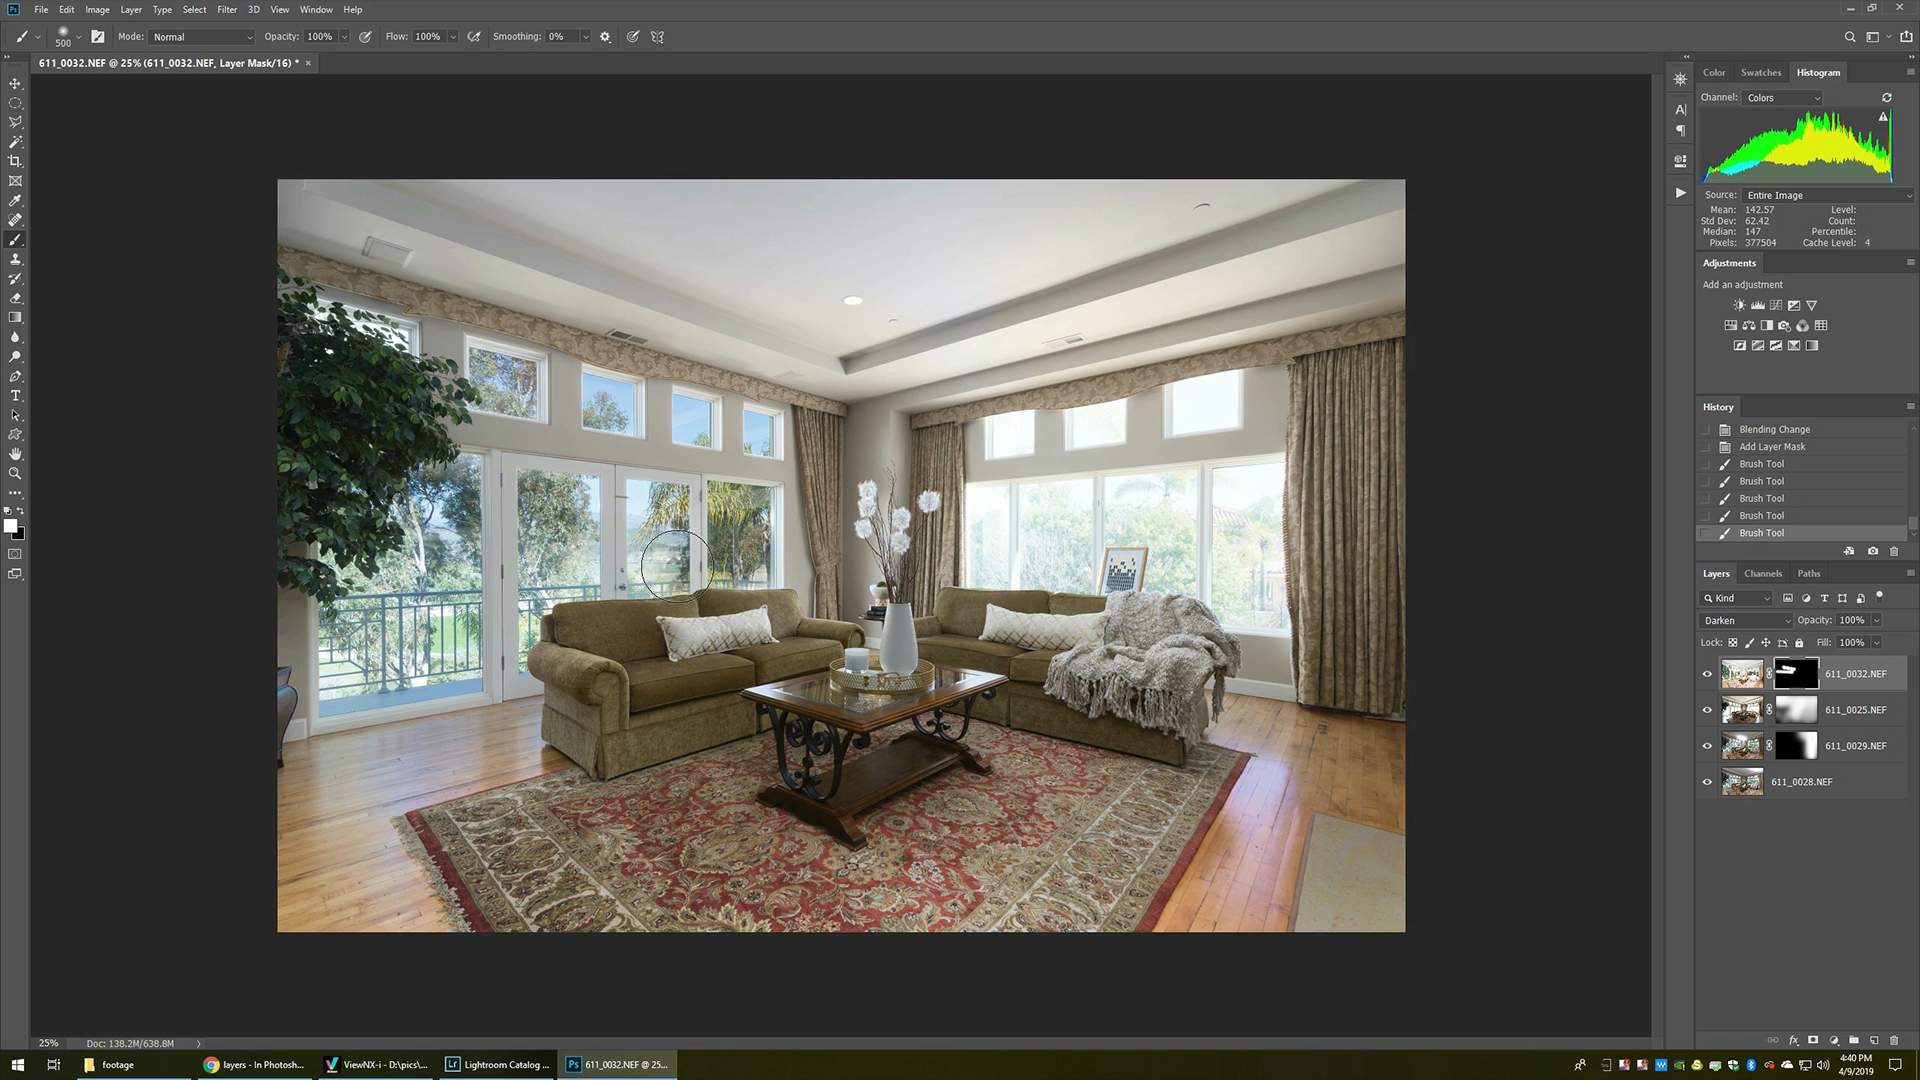 Ps File Edit Image Layer Type Select Filter 3D View Window Help
500 Mode: Normal Opacity: 100% Flow: 100% Smoothing: 0%
611_0032.NEF @ 25% (611_0032.NEF, Layer Mask/16) * ×
Color Swatches Histogram
Channel: Colors
Source: Entire Image
Mean: 142.57 Level:
Std Dev: 62.42 Count:
Median: 147 Percentile:
Pixels: 377504 Cache Level: 4
Adjustments
Add an adjustment
History
Blending Change
Add Layer Mask
Brush Tool
Brush Tool
Brush Tool
Brush Tool
Brush Tool
Layers Channels Paths
Kind
Darken Opacity: 100%
Lock: Fill: 100%
611_0032.NEF
611_0025.NEF
611_0029.NEF
611_0028.NEF
25% Doc: 138.2M/638.8M
footage layers - In Photosh... ViewNX-i - D:\pics\... Lr Lightroom Catalog ... Ps 611_0032.NEF @ 25...
4:40 PM
4/9/2019